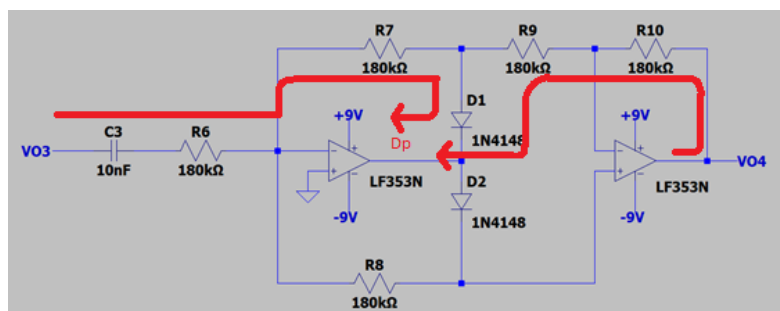 R7
R9
R10
180kΩ
180kΩ
180kΩ
+9V
D1
+9V
C3
R6
1N4148
VO3
Dp
VO4
10nF
180kΩ
LF353N
D2
LF353N
-9V
1N4148
-9V
R8
180kΩ